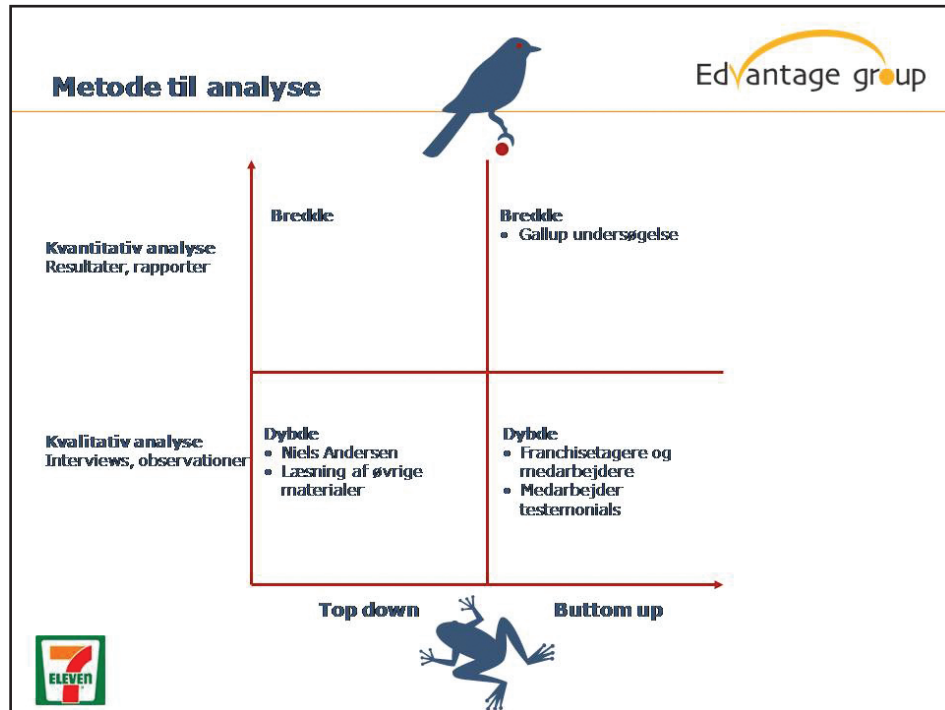 Metode til analyse
Edvantage group
Bredde
Bredde
• Gallup undersøgelse
Kvantitativ analyse
Resultater, rapporter
Kvalitativ analyse
Interviews, observationer
Dybde
• Niels Andersen
• Læsning af øvrige
materialer
Dybde
• Franchisetagere og
medarbejdere
• Medarbejder
testemonials
Top down
Buttom up
7
ELEVEN